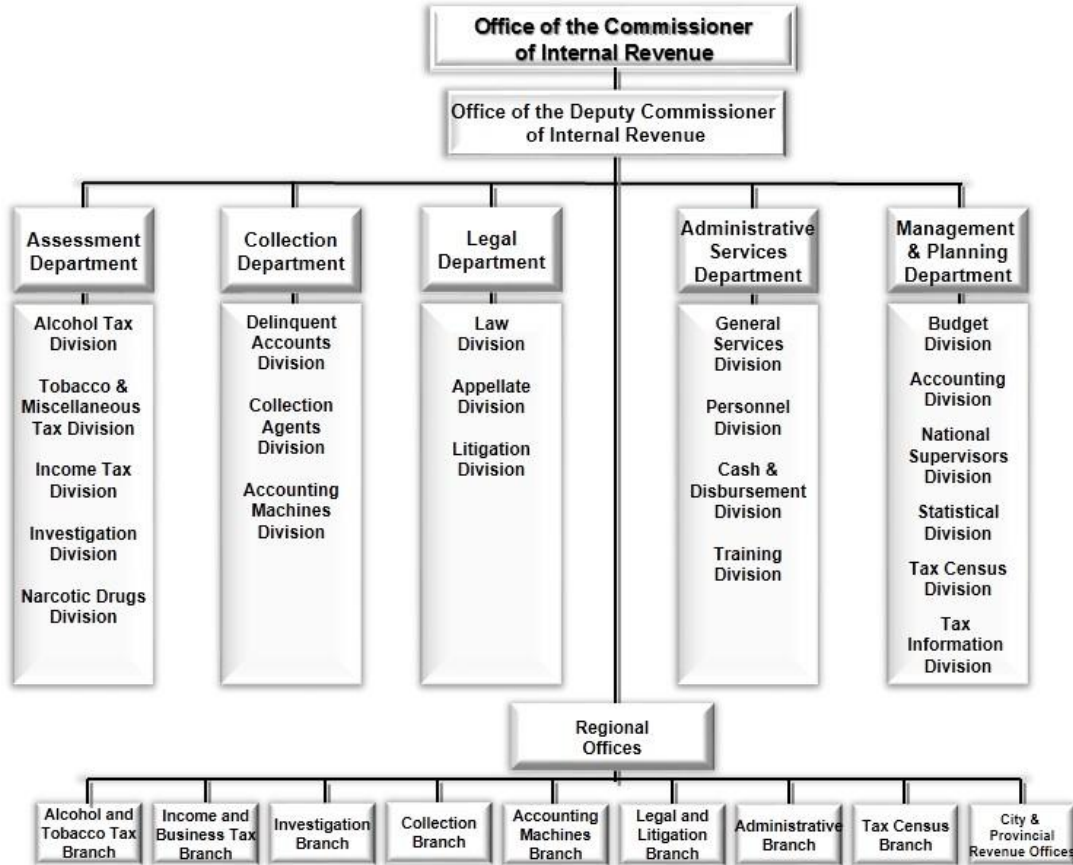 Office of the Commissioner
of Internal Revenue
Office of the Deputy Commissioner
of Internal Revenue
Assessment
Department
Alcohol Tax
Division
Tobacco &
Miscellaneous
Tax Division
Income Tax
Division
Investigation
Division
Narcotic Drugs
Division
Collection
Department
Delinquent
Accounts
Division
Collection
Agents
Division
Accounting
Machines
Division
Legal
Department
Law
Division
Appellate
Division
Litigation
Division
Administrative
Services
Department
General
Services
Division
Personnel
Division
Cash &
Disbursement
Division
Training
Division
Management
& Planning
Department
Budget
Division
Accounting
Division
National
Supervisors
Division
Statistical
Division
Tax Census
Division
Tax
Information
Division
Regional
Offices
Alcohol and
Tobacco Tax
Branch
Income and
Business Tax
Branch
Investigation
Branch
Collection
Branch
Accounting
Machines
Branch
Legal and
Litigation
Branch
Administrative
Branch
Tax Census
Branch
City &
Provincial
Revenue Offices